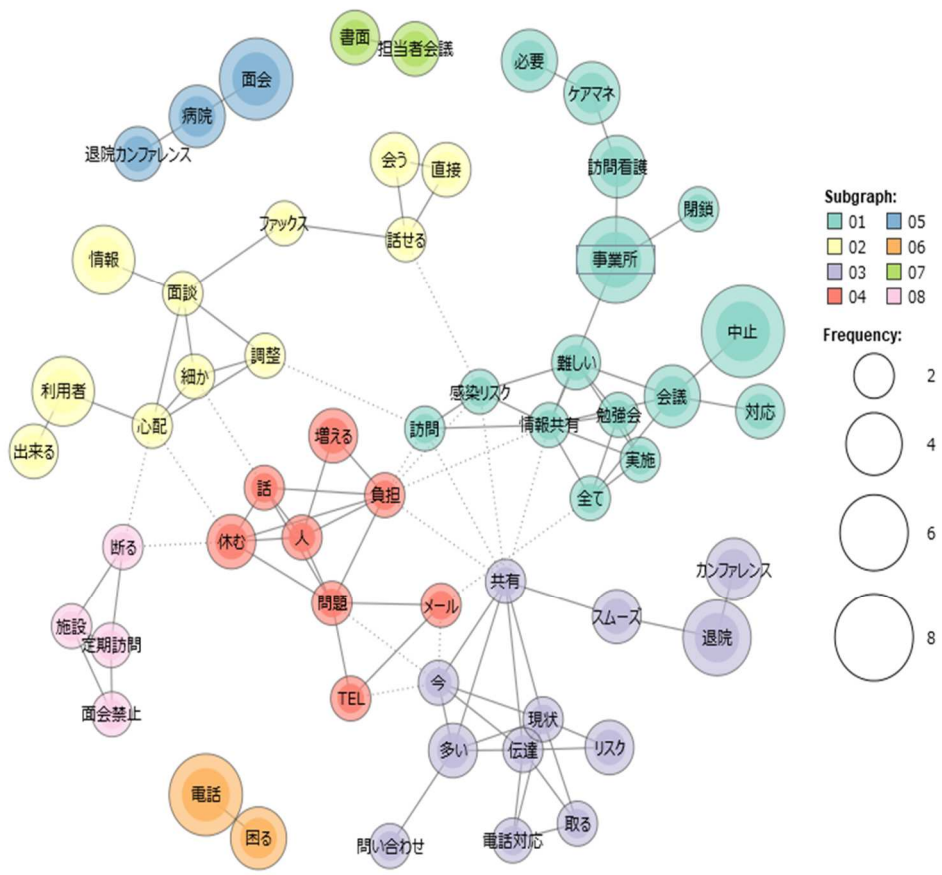 書面
担当者会議
面会
病院
退院カンファレンス
必要
ケアマネ
訪問看護
閉鎖
事業所
会う
直接
話せる
ファックス
情報
面談
調整
細か
利用者
心配
出来る
中止
難しい
感染リスク
会議
対応
訪問
情報共有
勉強会
実施
全て
増える
話
負担
休む
人
問題
メール
TEL
断る
施設
定期訪問
面会禁止
共有
スムーズ
カンファレンス
退院
今
現状
多い
伝達
リスク
問い合わせ
電話対応
取る
電話
困る
Subgraph:
01 05
02 06
03 07
04 08
Frequency:
2
4
6
8